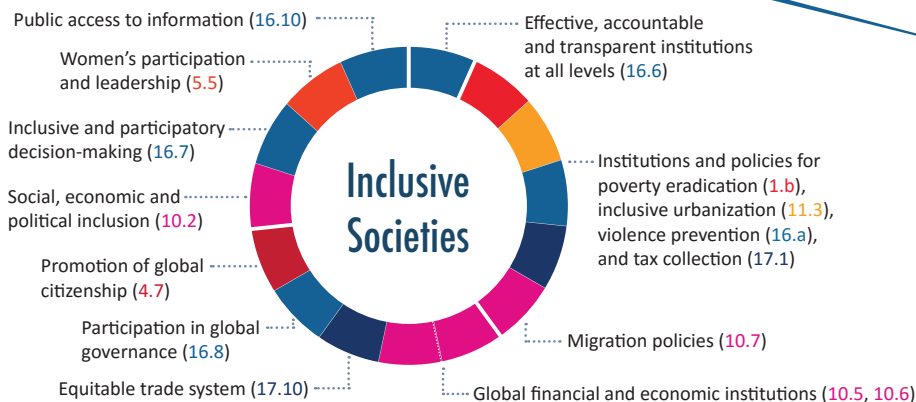 Public access to information (16.10)
Effective, accountable
and transparent institutions
at all levels (16.6)
Women's participation
and leadership (5.5)
Inclusive and participatory
decision-making (16.7)
Social, economic and
political inclusion (10.2)
Promotion of global
citizenship (4.7)
Participation in global
governance (16.8)
Equitable trade system (17.10)
Inclusive
Societies
Institutions and policies for
poverty eradication (1.b),
inclusive urbanization (11.3),
violence prevention (16.a),
and tax collection (17.1)
Migration policies (10.7)
Global financial and economic institutions (10.5, 10.6)